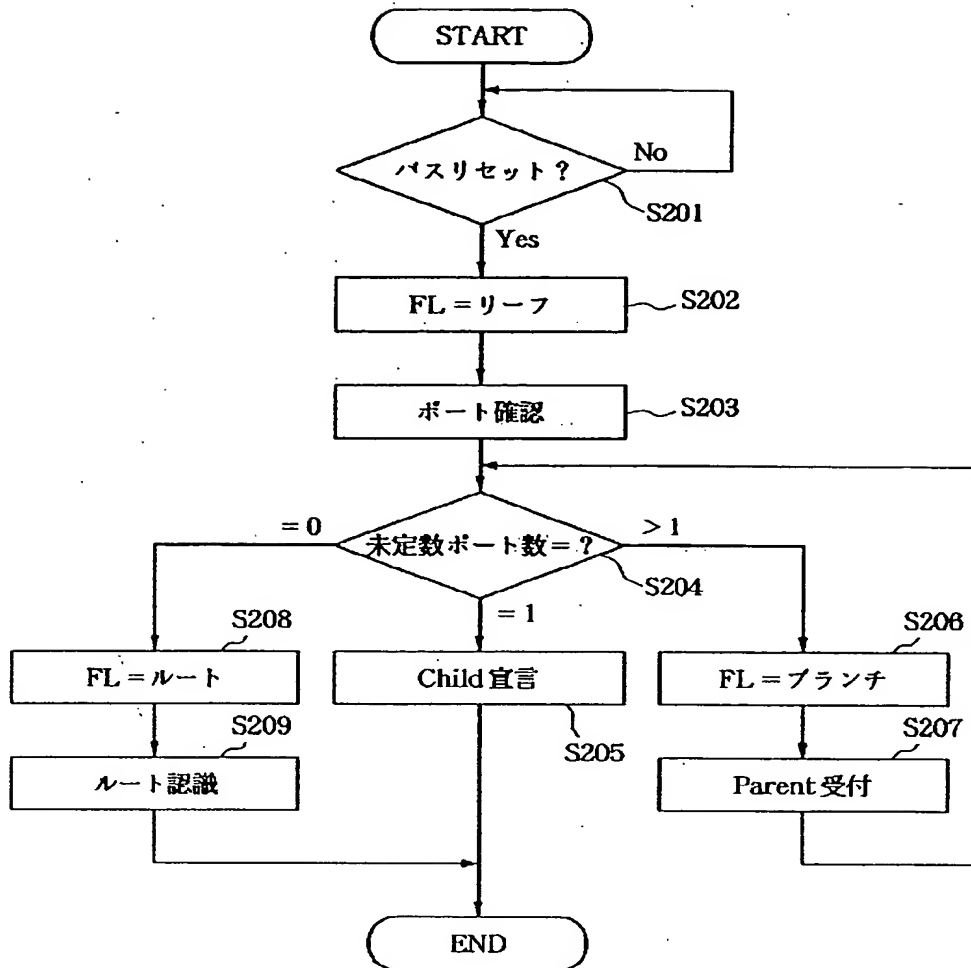 START
バスリセット?
No
S201
Yes
FL=リーフ
S202
ポート確認
S203
=0
未定数ポート数=?
>1
S204
=1
S208
S206
FL=ルート
Child宣言
FL=ブランチ
S209
S205
S207
ルート認識
Parent受付
END